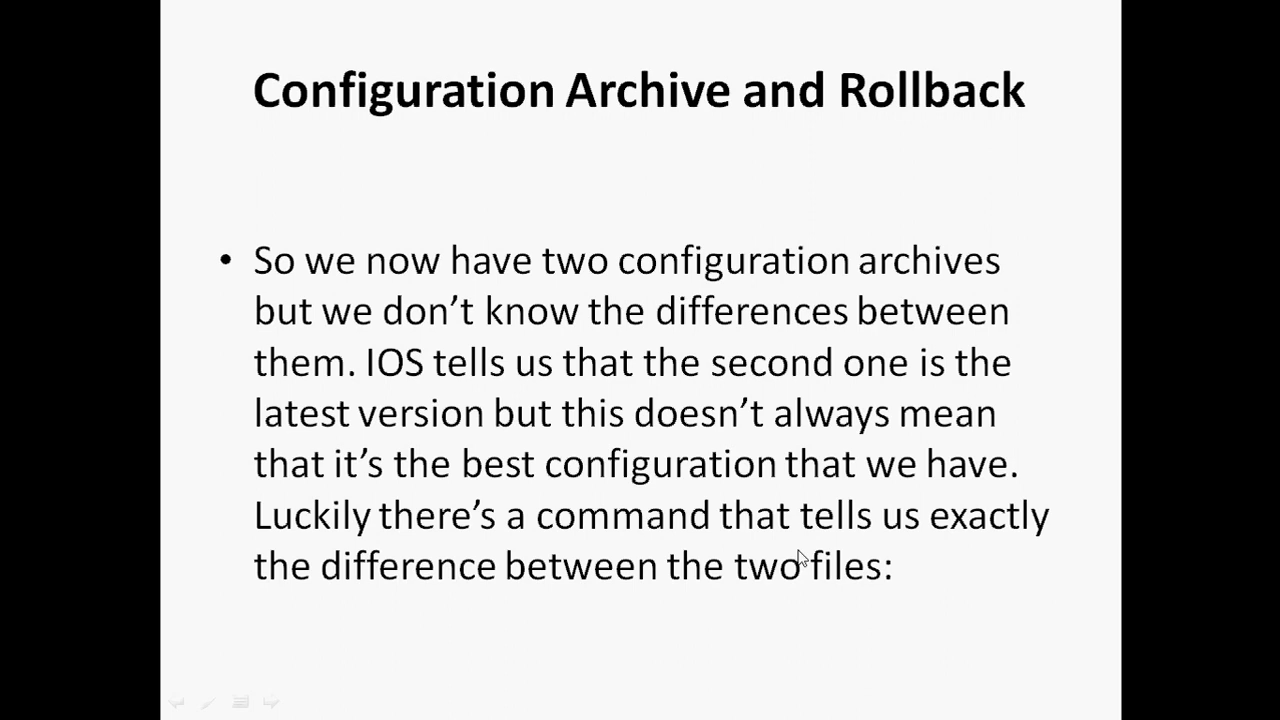 Configuration Archive and Rollback
• So we now have two configuration archives
but we don’t know the differences between
them. IOS tells us that the second one is the
latest version but this doesn’t always mean
that it’s the best configuration that we have.
Luckily there’s a command that tells us exactly
the difference between the two files: